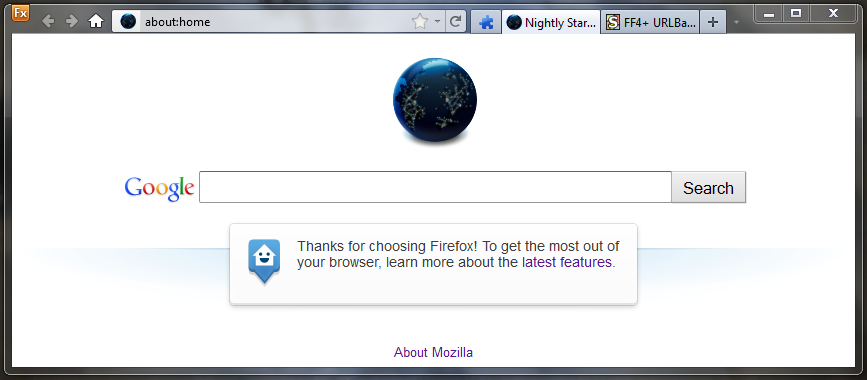 Fx
about:home
Nightly Star...
FF4+ URLBa...
Google
Search
Thanks for choosing Firefox! To get the most out of
your browser, learn more about the latest features.
About Mozilla